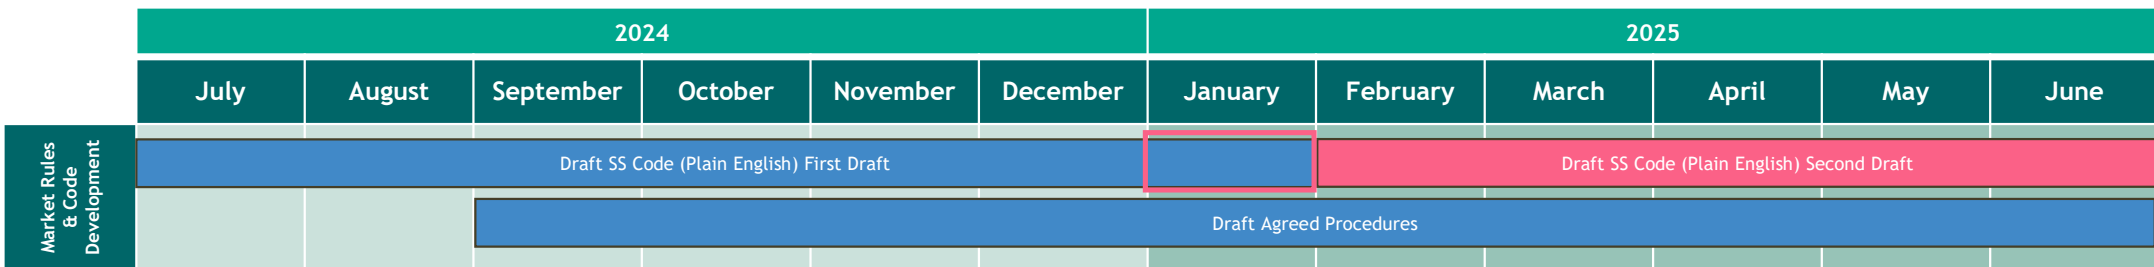 2024
2025
July
August
September
October
November
December
January
February
March
April
May
June
Market Rules
& Code
Development
Draft SS Code (Plain English) First Draft
Draft SS Code (Plain English) Second Draft
Draft Agreed Procedures